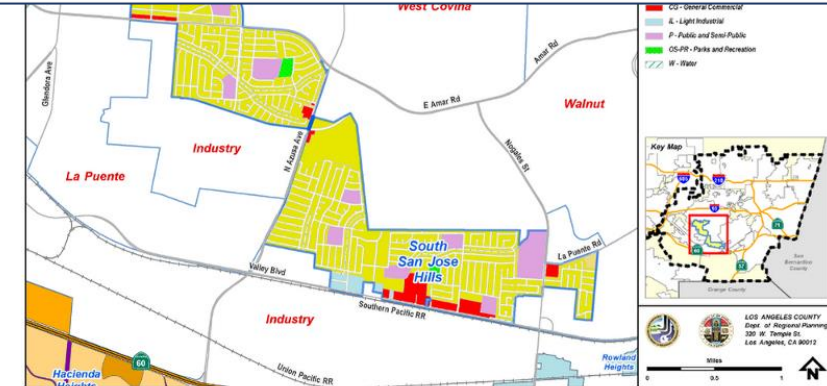 West Covina
Glendora Ave
Amar Rd
E Amar Rd
Walnut
Industry
N Azusa Ave
Nogales St
La Puente
South
San Jose
Hills
La Puente Rd
Valley Blvd
Southern Pacific RR
Industry
Union Pacific RR
60
Hacienda
Heights
Rowland
Heights
CG - General Commercial
IL - Light Industrial
P - Public and Semi-Public
OS-PR - Parks and Recreation
W - Water
Key Map
San
Bernardino
County
Orange County
LOS ANGELES COUNTY
Dept. of Regional Planning
320 W. Temple St.
Los Angeles, CA 90012
Miles
0 0.5 1
N